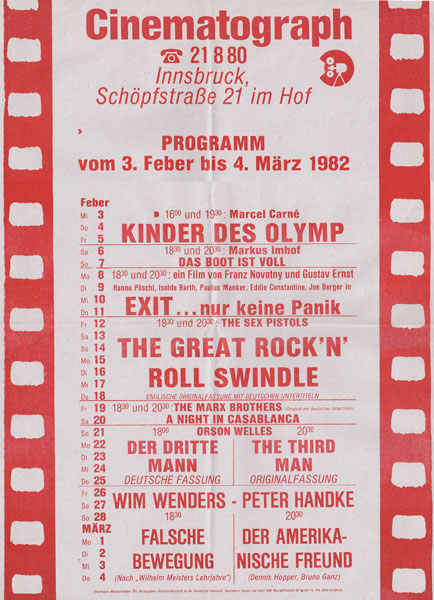 Cinematograph
☎ 21 8 80
Innsbruck,
Schöpfstraße 21 im Hof
PROGRAMM
vom 3. Feber bis 4. März 1982
Feber
Mi 3 16⁰⁰ und 19³⁰: Marcel Carné
Do 4 KINDER DES OLYMP
Fr 5
Sa 6 18³⁰ und 20³⁰: Markus Imhof
So 7 DAS BOOT IST VOLL
Mo 8 18³⁰ und 20³⁰: ein Film von Franz Novotny und Gustav Ernst
Di 9 Hanno Pöschl, Isolde Barth, Paulus Manker, Eddie Constantine, Joe Berger in
Mi 10 EXIT...nur keine Panik
Do 11
Fr 12 18³⁰ und 20³⁰: THE SEX PISTOLS
Sa 13
So 14 THE GREAT ROCK'N'
Mo 15
Di 16 ROLL SWINDLE
Mi 17
Do 18 ENGLISCHE ORIGINALFASSUNG MIT DEUTSCHEN UNTERTITELN
Fr 19 18³⁰ und 20³⁰: THE MARX BROTHERS (Original mit deutschen Untertiteln)
Sa 20 A NIGHT IN CASABLANCA
So 21 18⁰⁰ ORSON WELLES 20³⁰
Mo 22 DER DRITTE THE THIRD
Di 23
Mi 24 MANN MAN
Do 25 DEUTSCHE FASSUNG ORIGINALFASSUNG
Fr 26
Sa 27 WIM WENDERS - PETER HANDKE
So 28 18³⁰ 20³⁰
MÄRZ
Mo 1 FALSCHE DER AMERIKA-
Di 2
Mi 3 BEWEGUNG NISCHE FREUND
Do 4 (Nach „Wilhelm Meisters Lehrjahre") (Dennis Hopper, Bruno Ganz)